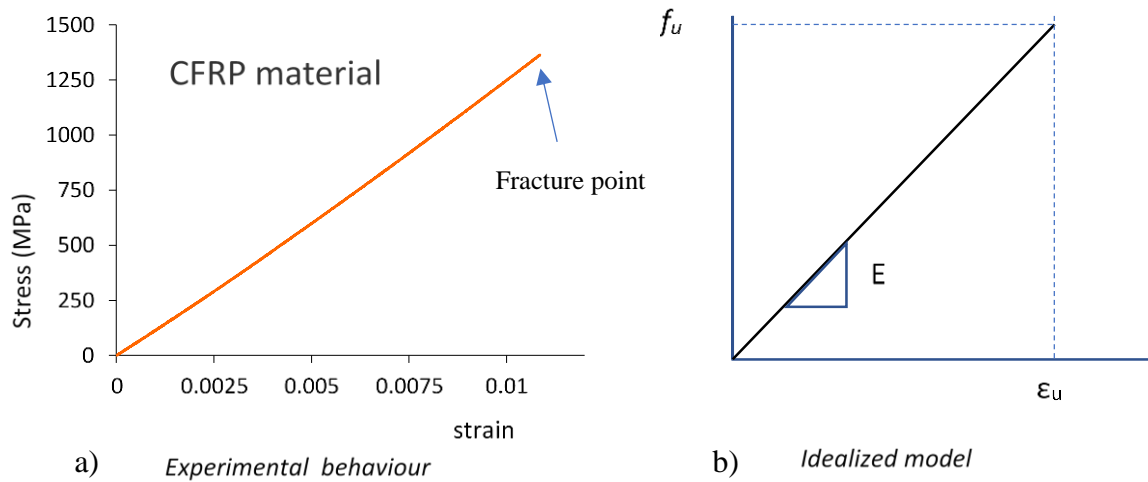 1500
1250
1000
750
500
250
0
Stress (MPa)
CFRP material
Fracture point
0 0.0025 0.005 0.0075 0.01
strain
a) Experimental behaviour
fᵤ
E
εᵤ
b) Idealized model